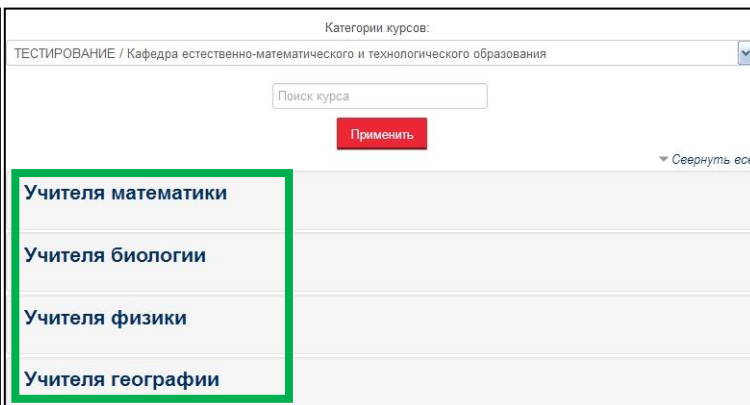 Категории курсов:
ТЕСТИРОВАНИЕ / Кафедра естественно-математического и технологического образования
Поиск курса
Применить
Свернуть все
Учителя математики
Учителя биологии
Учителя физики
Учителя географии